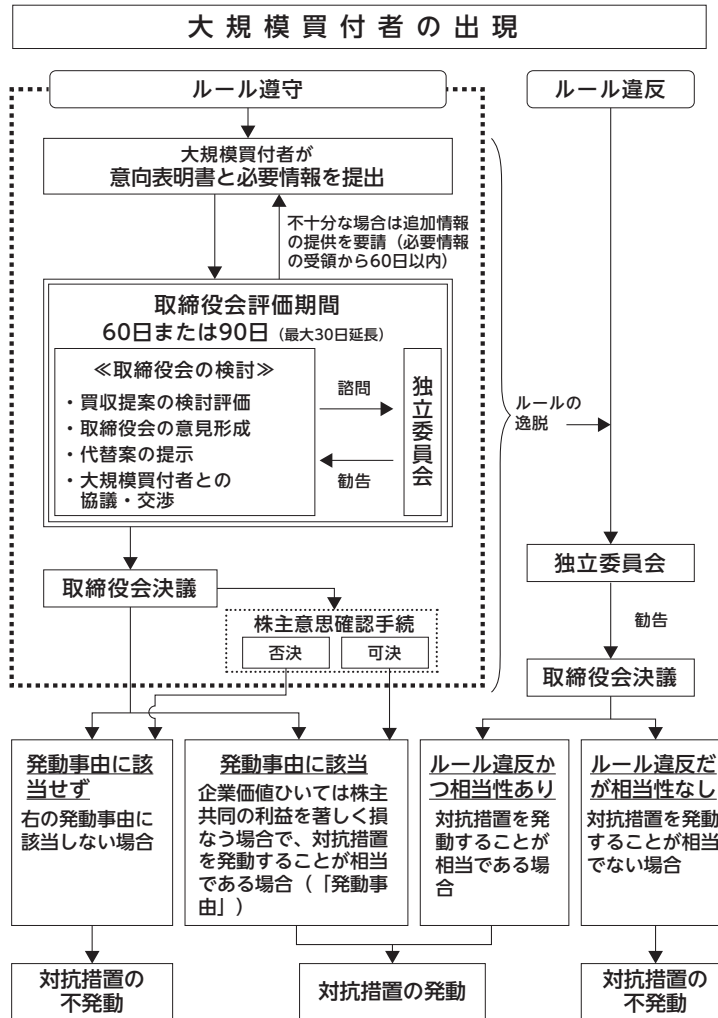 大規模買付者の出現
ルール遵守
ルール違反
大規模買付者が
意向表明書と必要情報を提出
不十分な場合は追加情報
の提供を要請（必要情報
の受領から60日以内）
取締役会評価期間
60日または90日（最大30日延長）
≪取締役会の検討≫
・買収提案の検討評価
・取締役会の意見形成
・代替案の提示
・大規模買付者との
協議・交渉
諮問
勧告
独立委員会
ルールの
逸脱
独立委員会
勧告
取締役会決議
取締役会決議
株主意思確認手続
否決
可決
発動事由に該
当せず
右の発動事由に
該当しない場合
発動事由に該当
企業価値ひいては株主
共同の利益を著しく損
なう場合で、対抗措置
を発動することが相当
である場合（「発動事
由」）
ルール違反か
つ相当性あり
対抗措置を発
動することが
相当である場
合
ルール違反だ
が相当性なし
対抗措置を発動
することが相当
でない場合
対抗措置の
不発動
対抗措置の発動
対抗措置の
不発動